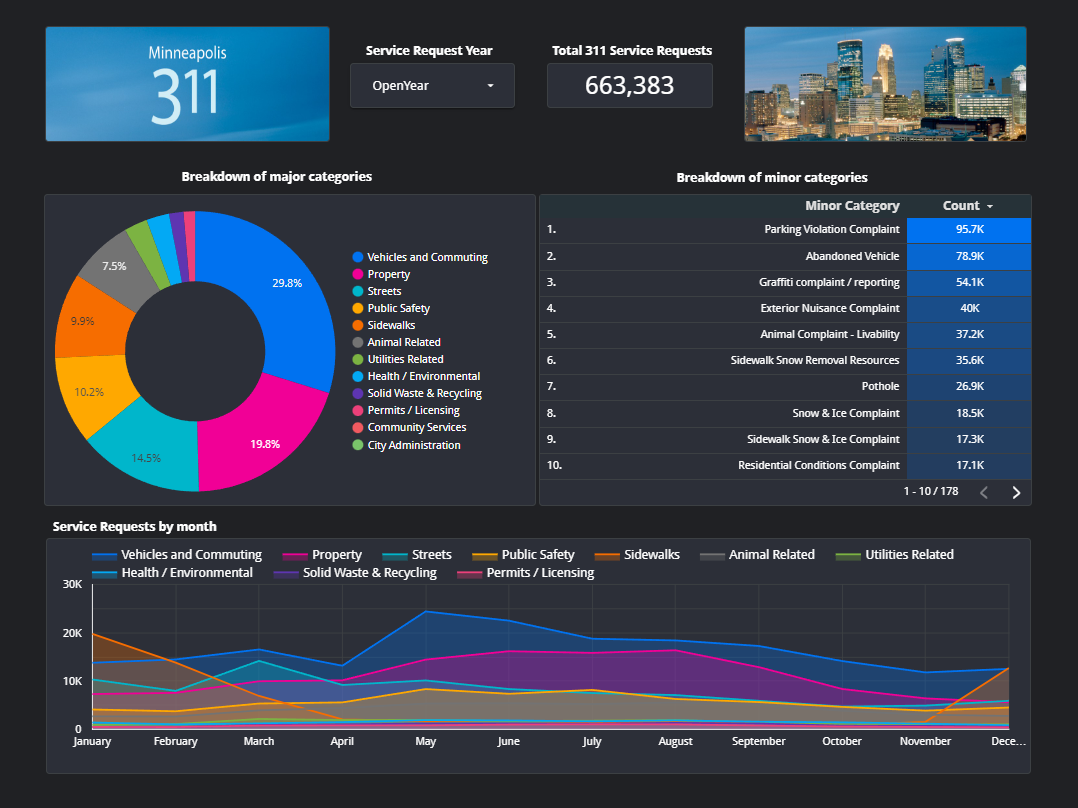 Minneapolis
311
Service Request Year
OpenYear
Total 311 Service Requests
663,383
Breakdown of major categories
29.8%
19.8%
14.5%
10.2%
9.9%
7.5%
Vehicles and Commuting
Property
Streets
Public Safety
Sidewalks
Animal Related
Utilities Related
Health / Environmental
Solid Waste & Recycling
Permits / Licensing
Community Services
City Administration
Breakdown of minor categories
Minor Category Count
1. Parking Violation Complaint 95.7K
2. Abandoned Vehicle 78.9K
3. Graffiti complaint / reporting 54.1K
4. Exterior Nuisance Complaint 40K
5. Animal Complaint - Livability 37.2K
6. Sidewalk Snow Removal Resources 35.6K
7. Pothole 26.9K
8. Snow & Ice Complaint 18.5K
9. Sidewalk Snow & Ice Complaint 17.3K
10. Residential Conditions Complaint 17.1K
1 - 10 / 178
Service Requests by month
Vehicles and Commuting Property Streets Public Safety Sidewalks Animal Related Utilities Related
Health / Environmental Solid Waste & Recycling Permits / Licensing
30K
20K
10K
0
January February March April May June July August September October November Dece...